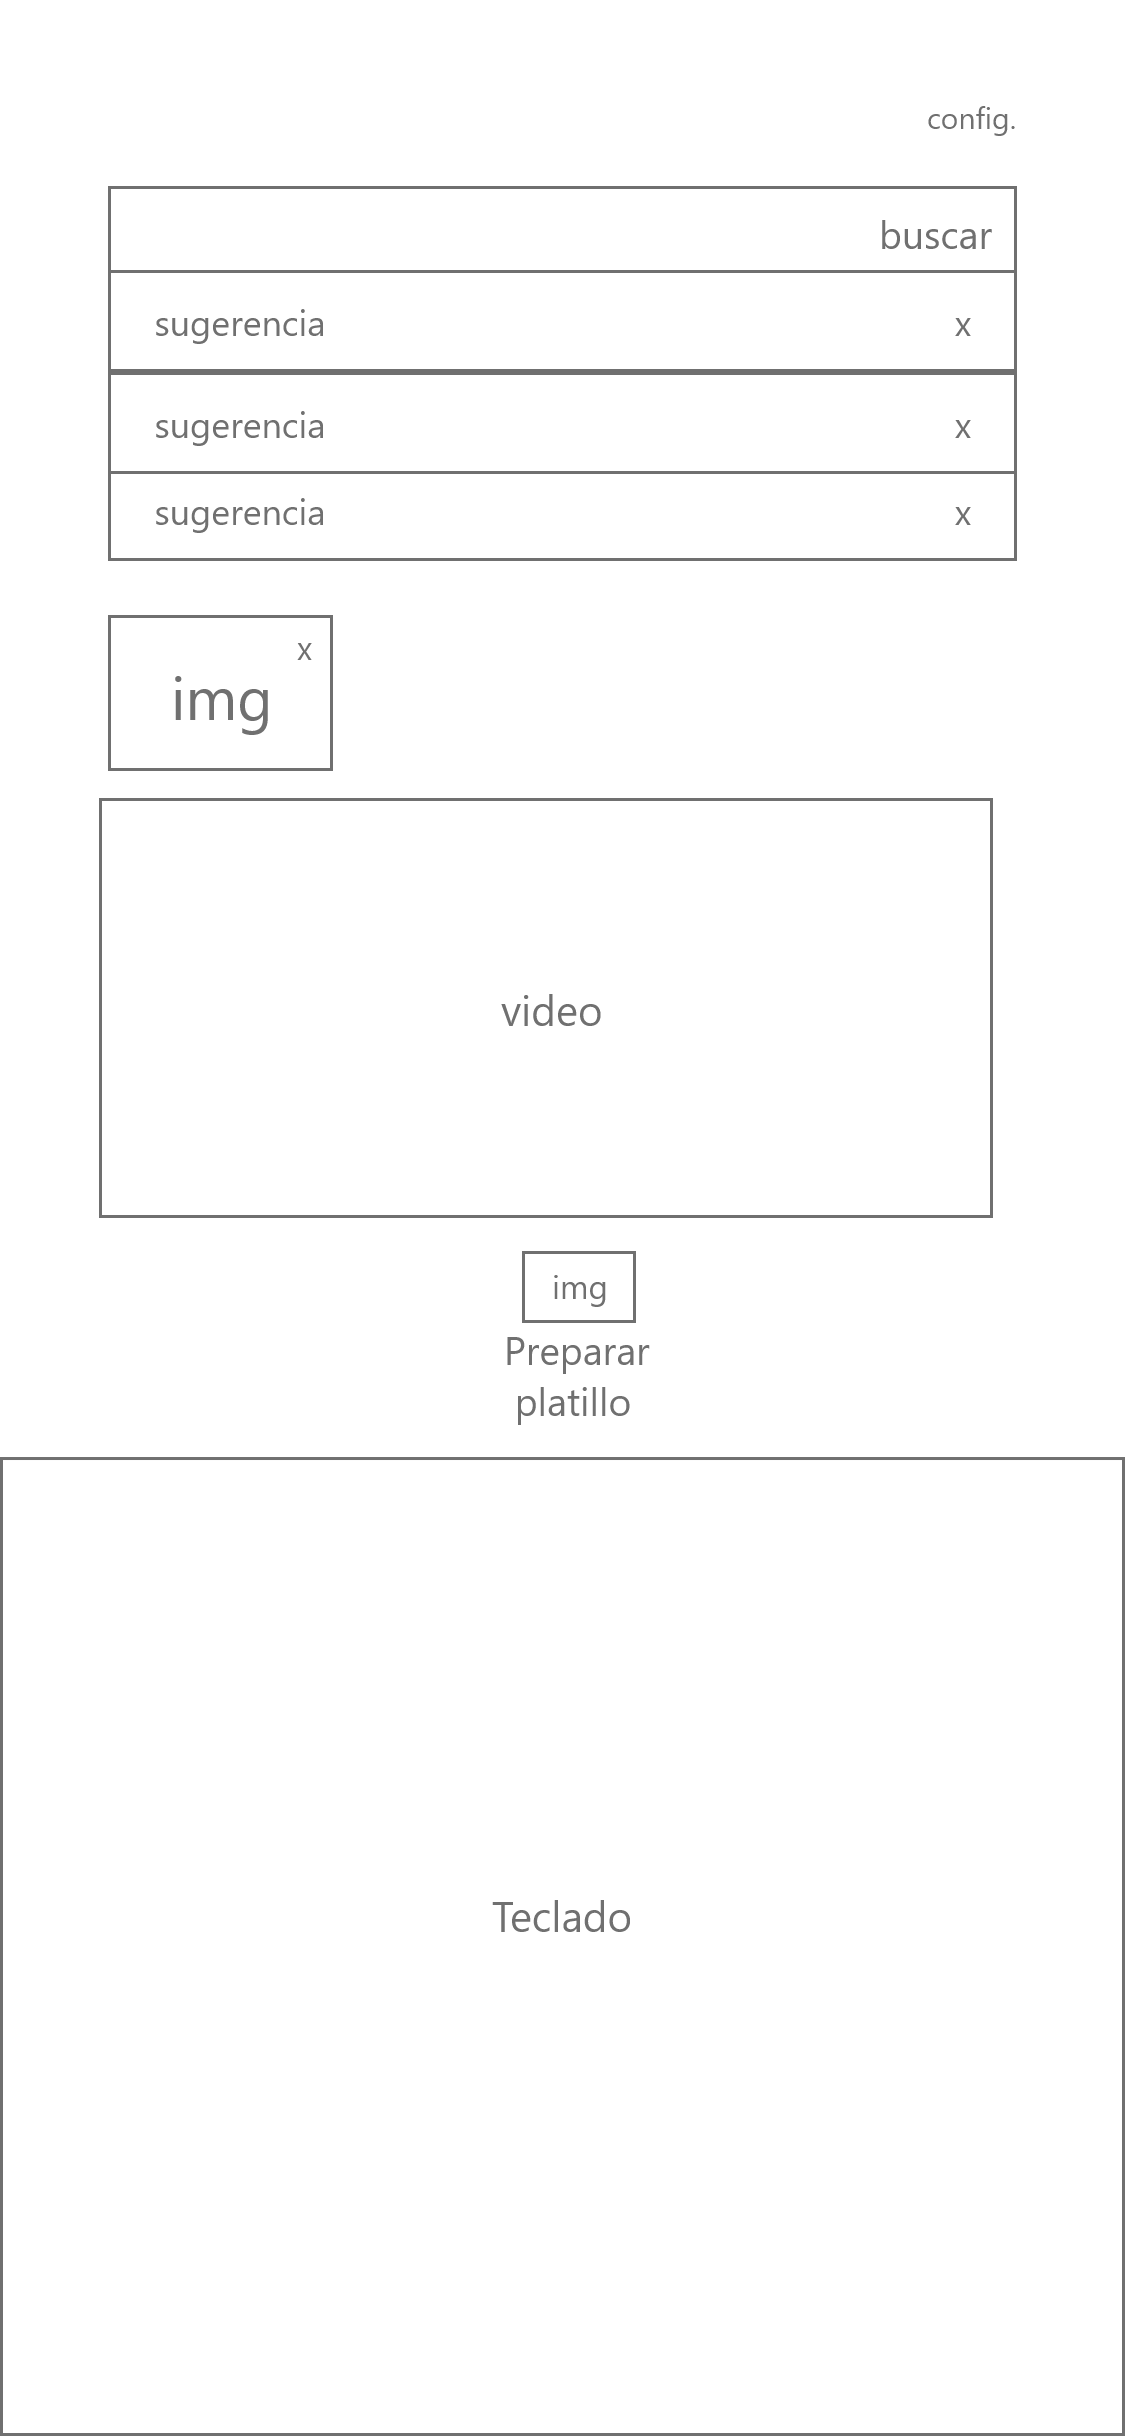 config.
buscar
sugerencia x
sugerencia x
sugerencia x
x
img
video
img
Preparar
platillo
Teclado